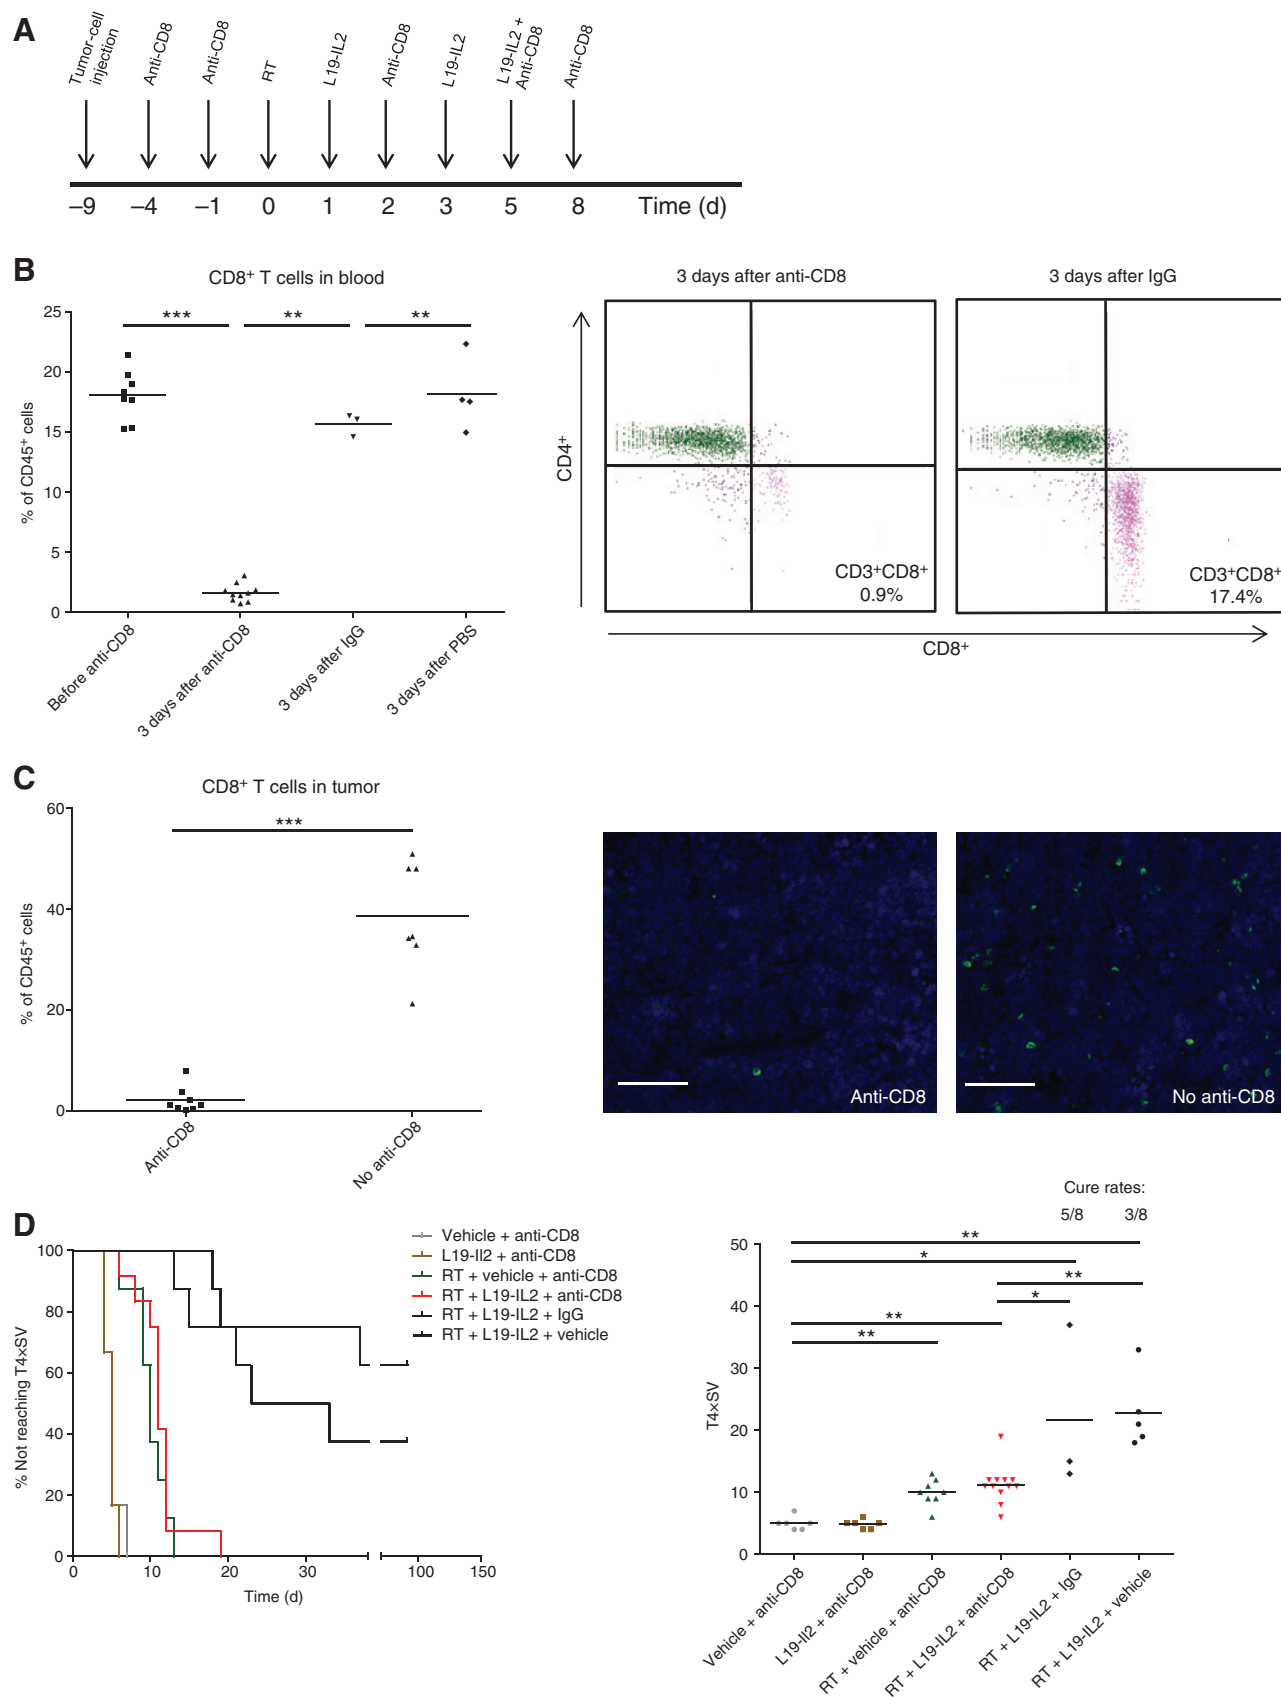 A
Tumor-cell
injection
Anti-CD8
Anti-CD8
RT
L19-IL2
Anti-CD8
L19-IL2
L19-IL2 +
Anti-CD8
Anti-CD8
–9 –4 –1 0 1 2 3 5 8 Time (d)
B
CD8+ T cells in blood
% of CD45+ cells
25
20
15
10
5
0
*** ** **
Before anti-CD8
3 days after anti-CD8
3 days after IgG
3 days after PBS
3 days after anti-CD8
3 days after IgG
CD4+
CD3+CD8+
0.9%
CD3+CD8+
17.4%
CD8+
C
CD8+ T cells in tumor
% of CD45+ cells
60
40
20
0
***
Anti-CD8
No anti-CD8
Anti-CD8
No anti-CD8
D
% Not reaching T4×SV
100
80
60
40
20
0
0 10 20 30 100 150
Time (d)
Vehicle + anti-CD8
L19-Il2 + anti-CD8
RT + vehicle + anti-CD8
RT + L19-IL2 + anti-CD8
RT + L19-IL2 + IgG
RT + L19-IL2 + vehicle
Cure rates:
5/8 3/8
T4×SV
50
40
30
20
10
0
**
*
**
*
**
**
Vehicle + anti-CD8
L19-Il2 + anti-CD8
RT + vehicle + anti-CD8
RT + L19-IL2 + anti-CD8
RT + L19-IL2 + IgG
RT + L19-IL2 + vehicle